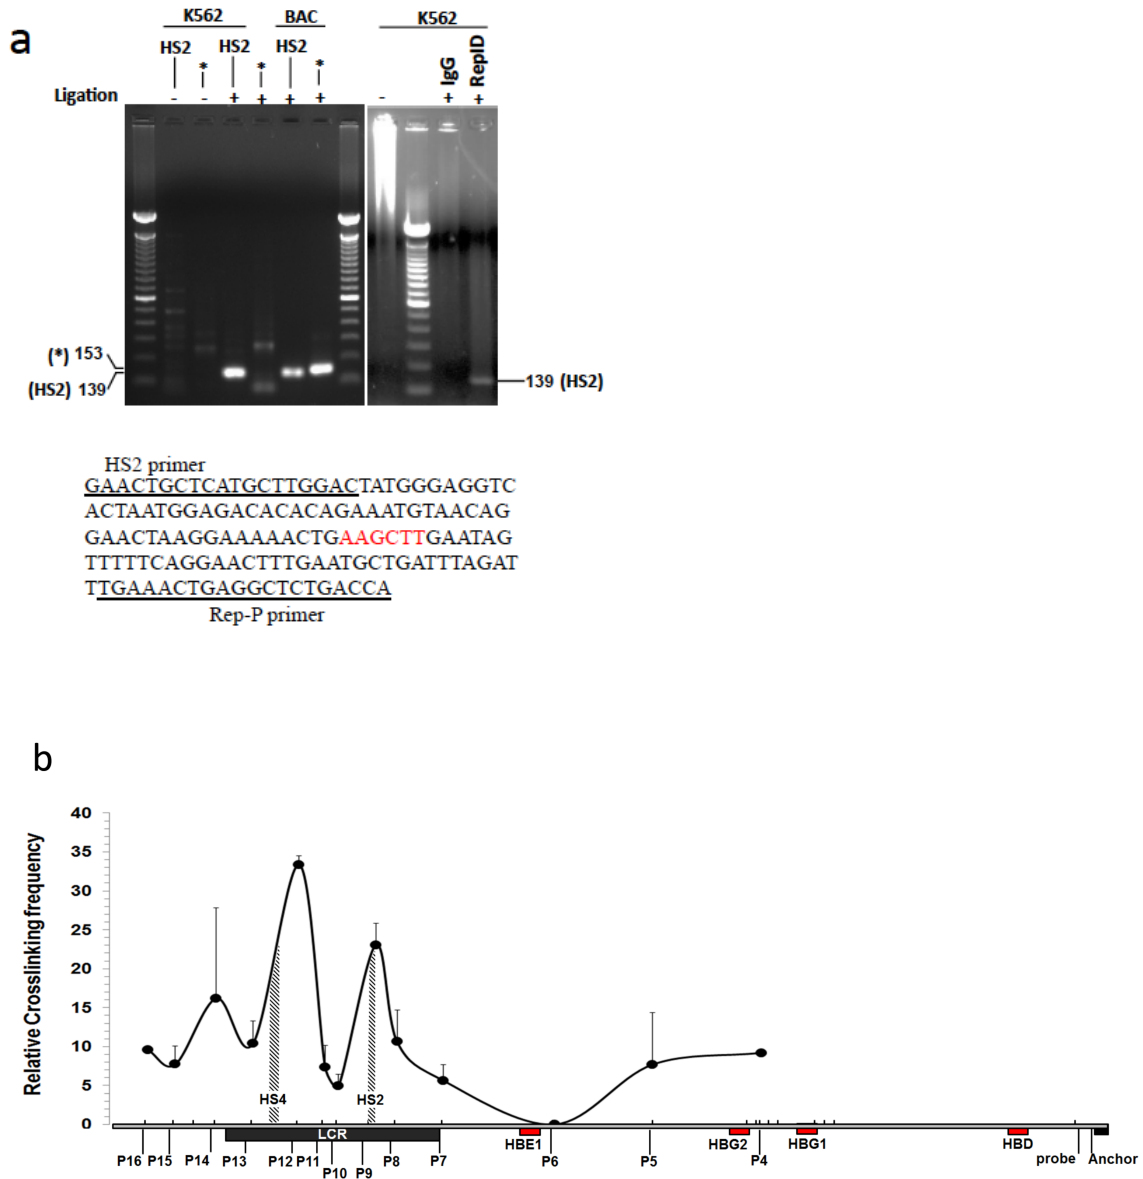 a
K562 BAC K562
HS2 * HS2 * HS2 * IgG RepID
Ligation - - + + + + - + +
(*) 153
(HS2) 139
139 (HS2)
HS2 primer
GAACTGCTCATGCTTGGACTATGGGAGGTC
ACTAATGGAGACACACAGAAATGTAACAG
GAACTAAGGAAAAACTGAAGCTTGAATAG
TTTTTCAGGAACTTTGAATGCTGATTTAGAT
TTGAAACTGAGGCTCTGACCA
Rep-P primer
b
Relative Crosslinking frequency
40
35
30
25
20
15
10
5
0
HS4 HS2
LCR
HBE1 HBG2 HBG1 HBD
P16 P15 P14 P13 P12 P11 P10 P9 P8 P7 P6 P5 P4 probe Anchor